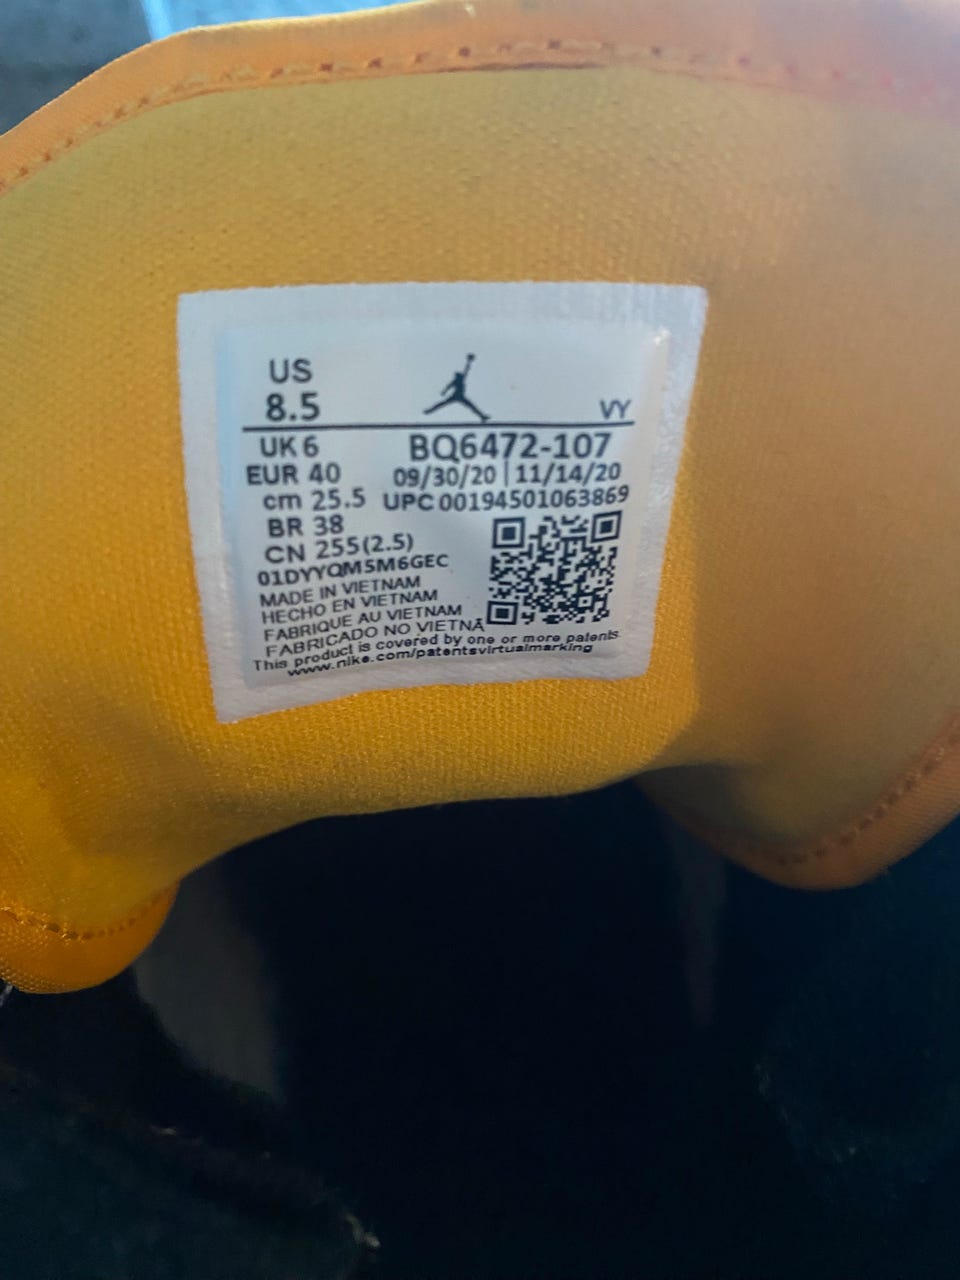 US
8.5
VY
UK 6
BQ6472-107
EUR 40
09/30/20 | 11/14/20
cm 25.5
UPC 00194501063869
BR 38
CN 255(2.5)
01DYYQM5M6GEC
MADE IN VIETNAM
HECHO EN VIETNAM
FABRIQUE AU VIETNAM
FABRICADO NO VIETNÃ
This product is covered by one or more patents.
www.nike.com/patentsvirtualmarking